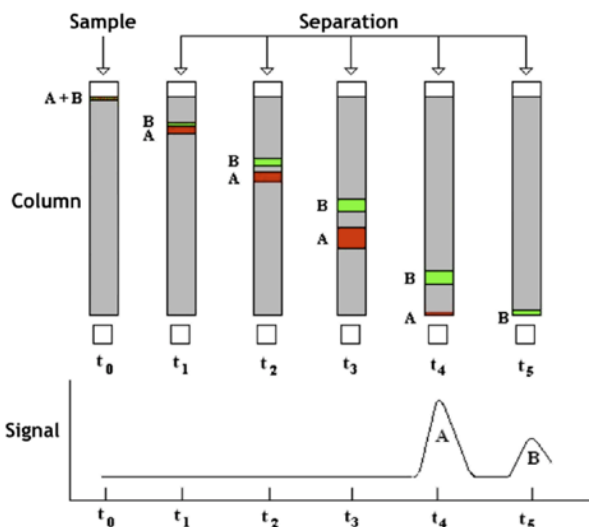 Sample
Separation
A + B
B
A
B
A
B
A
B
A
B
Column
t0
t1
t2
t3
t4
t5
Signal
A
B
t0
t1
t2
t3
t4
t5